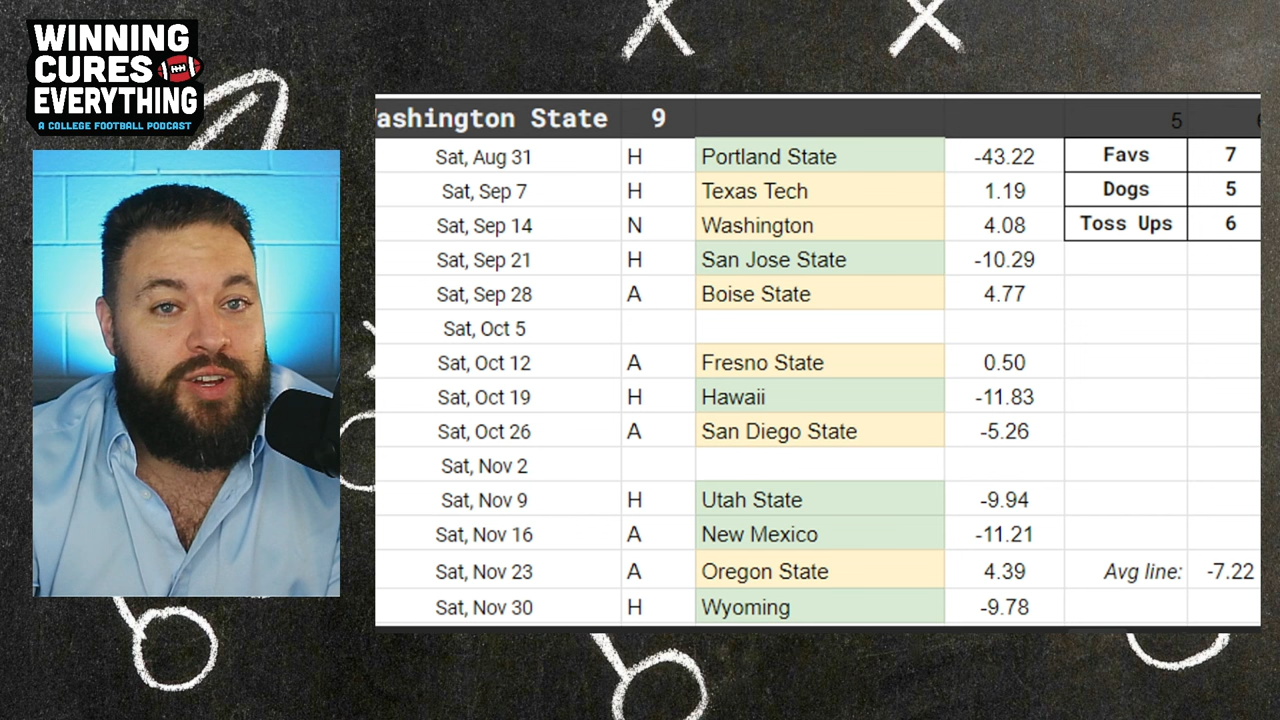 WINNING
CURES
EVERYTHING
A COLLEGE FOOTBALL PODCAST
ashington State 9 5
Sat, Aug 31 H Portland State -43.22 Favs 7
Sat, Sep 7 H Texas Tech 1.19 Dogs 5
Sat, Sep 14 N Washington 4.08 Toss Ups 6
Sat, Sep 21 H San Jose State -10.29
Sat, Sep 28 A Boise State 4.77
Sat, Oct 5
Sat, Oct 12 A Fresno State 0.50
Sat, Oct 19 H Hawaii -11.83
Sat, Oct 26 A San Diego State -5.26
Sat, Nov 2
Sat, Nov 9 H Utah State -9.94
Sat, Nov 16 A New Mexico -11.21
Sat, Nov 23 A Oregon State 4.39 Avg line: -7.22
Sat, Nov 30 H Wyoming -9.78